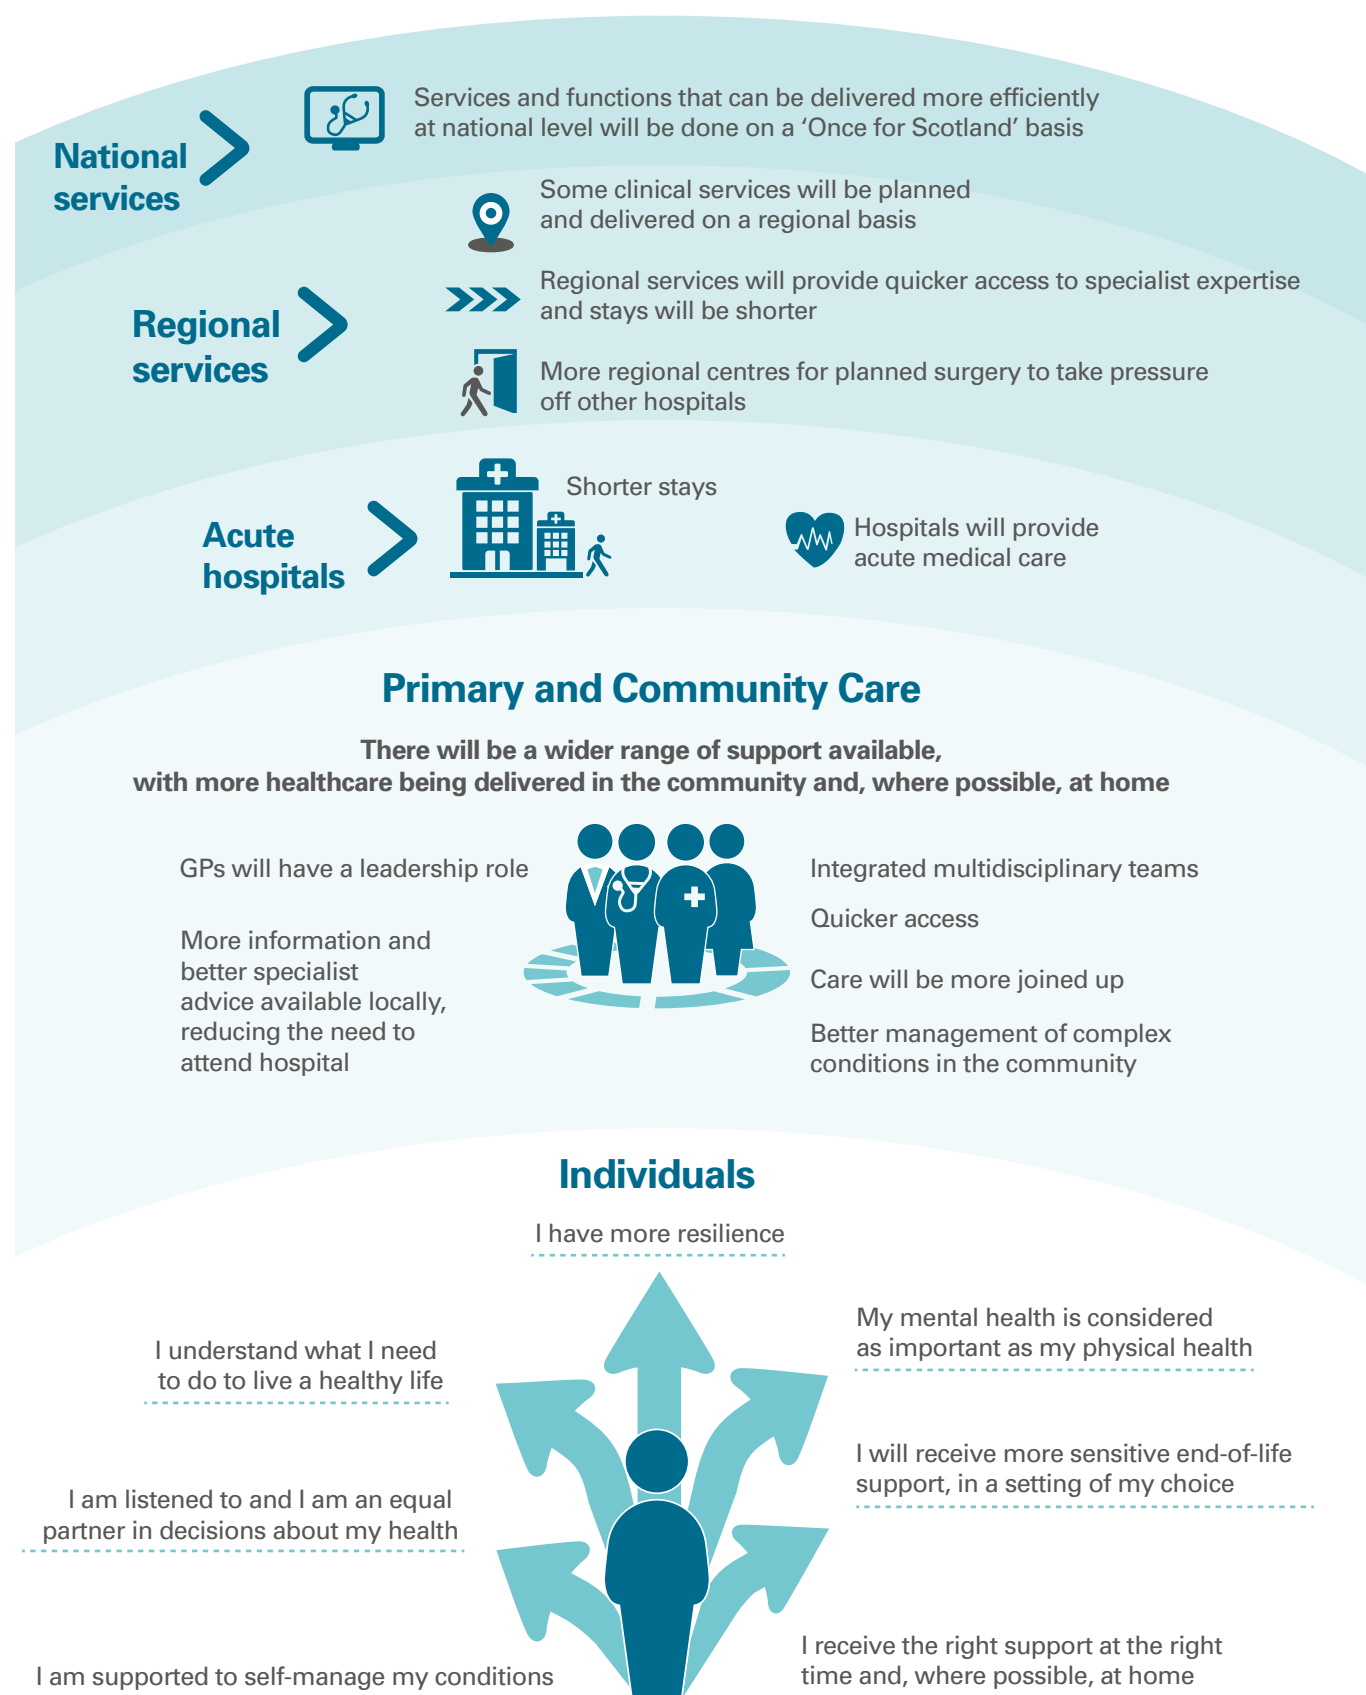 National
services
Services and functions that can be delivered more efficiently
at national level will be done on a ‘Once for Scotland’ basis
Regional
services
Some clinical services will be planned
and delivered on a regional basis
Regional services will provide quicker access to specialist expertise
and stays will be shorter
More regional centres for planned surgery to take pressure
off other hospitals
Acute
hospitals
Shorter stays
Hospitals will provide
acute medical care
Primary and Community Care
There will be a wider range of support available,
with more healthcare being delivered in the community and, where possible, at home
GPs will have a leadership role
More information and
better specialist
advice available locally,
reducing the need to
attend hospital
Integrated multidisciplinary teams
Quicker access
Care will be more joined up
Better management of complex
conditions in the community
Individuals
I have more resilience
I understand what I need
to do to live a healthy life
I am listened to and I am an equal
partner in decisions about my health
I am supported to self-manage my conditions
My mental health is considered
as important as my physical health
I will receive more sensitive end-of-life
support, in a setting of my choice
I receive the right support at the right
time and, where possible, at home